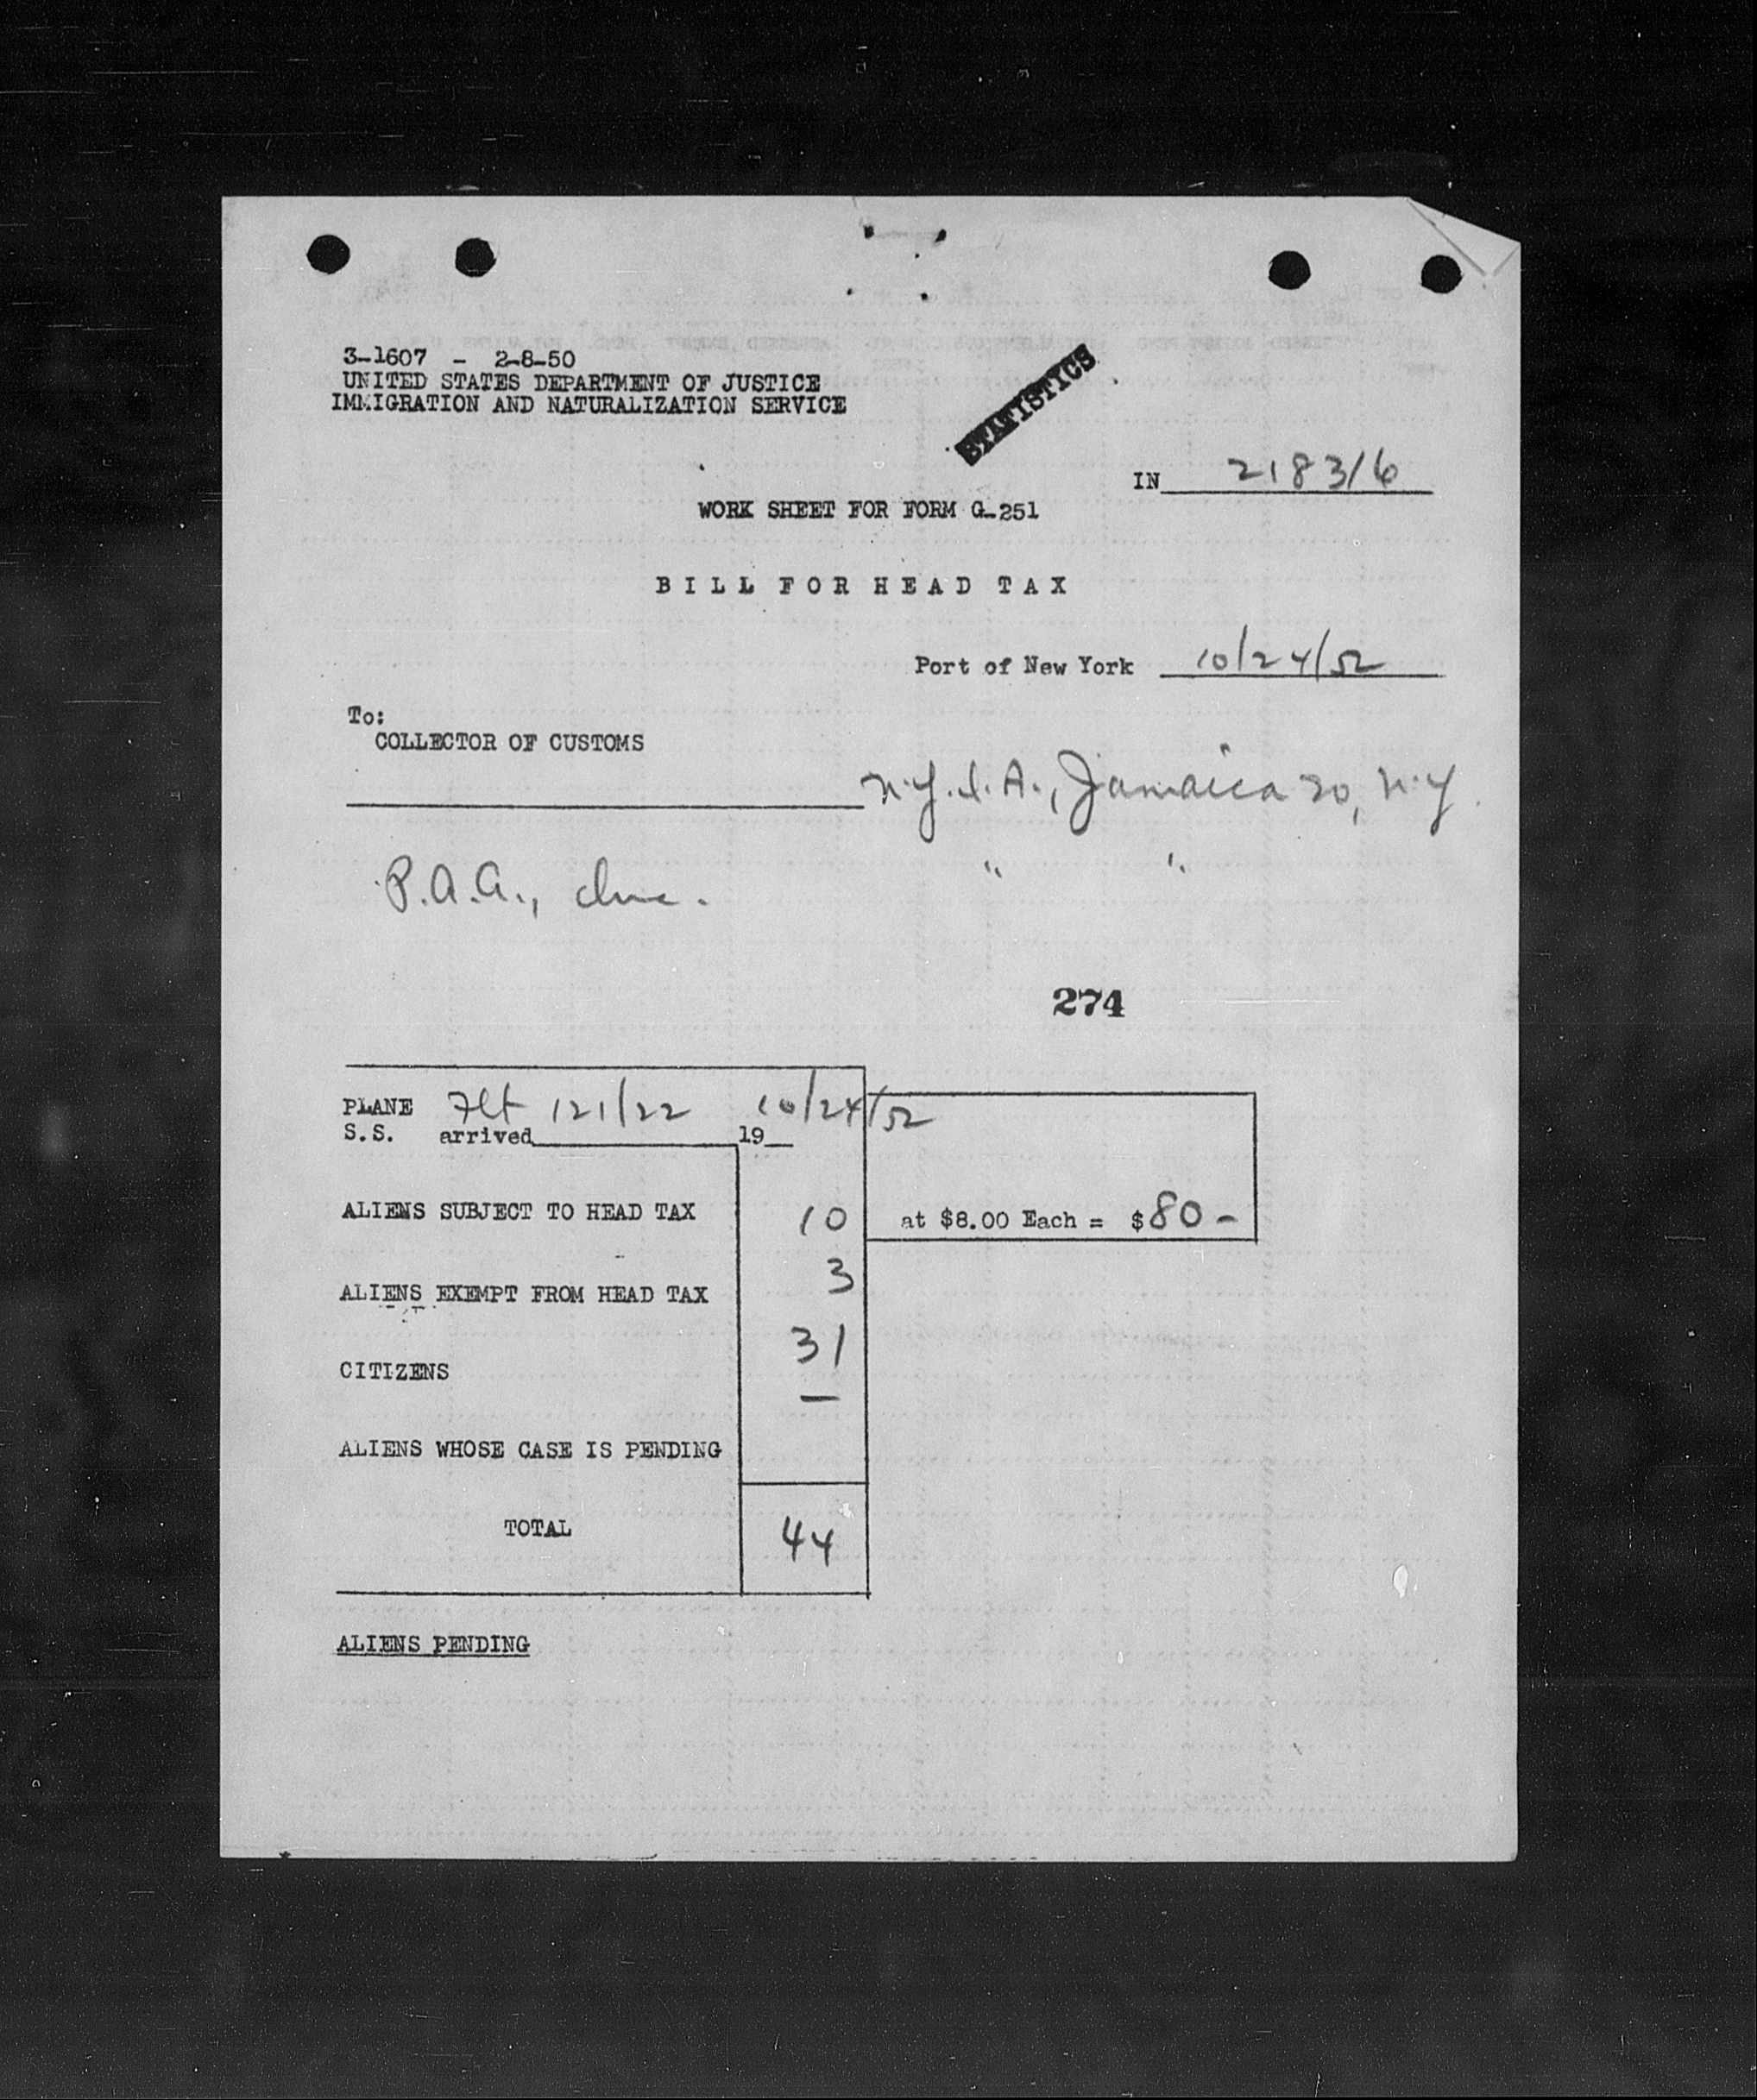 3-1607 - 2-8-50
UNITED STATES DEPARTMENT OF JUSTICE
IMMIGRATION AND NATURALIZATION SERVICE
STATISTICS
IN 218316
WORK SHEET FOR FORM G-251
BILL FOR HEAD TAX
Port of New York 10/24/52
To:
COLLECTOR OF CUSTOMS
N.Y.I.A., Jamaica 30, N.Y.
P.A.A., Inc. " "
274
PLANE Flt 121/22 10/24/52
S.S. arrived 19
ALIENS SUBJECT TO HEAD TAX 10 at $8.00 Each = $80-
ALIENS EXEMPT FROM HEAD TAX 3
CITIZENS 31
ALIENS WHOSE CASE IS PENDING —
TOTAL 44
ALIENS PENDING